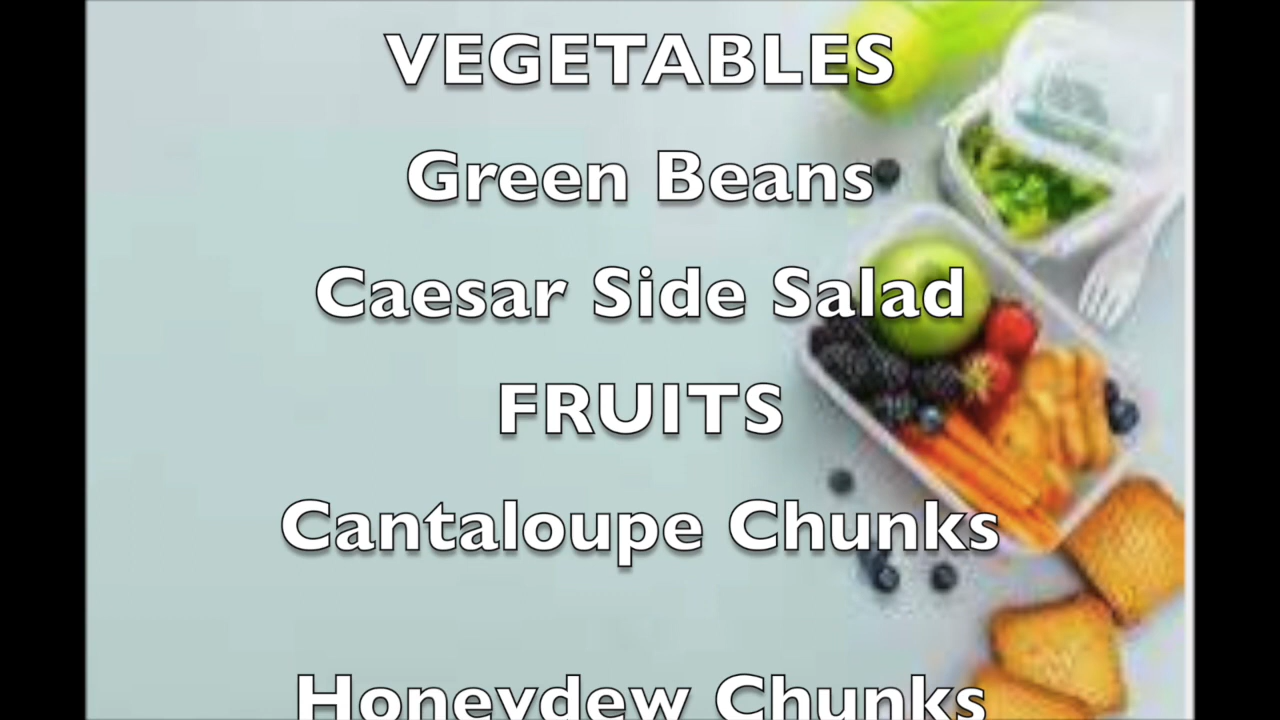 VEGETABLES
Green Beans
Caesar Side Salad
FRUITS
Cantaloupe Chunks
Honeydew Chunks